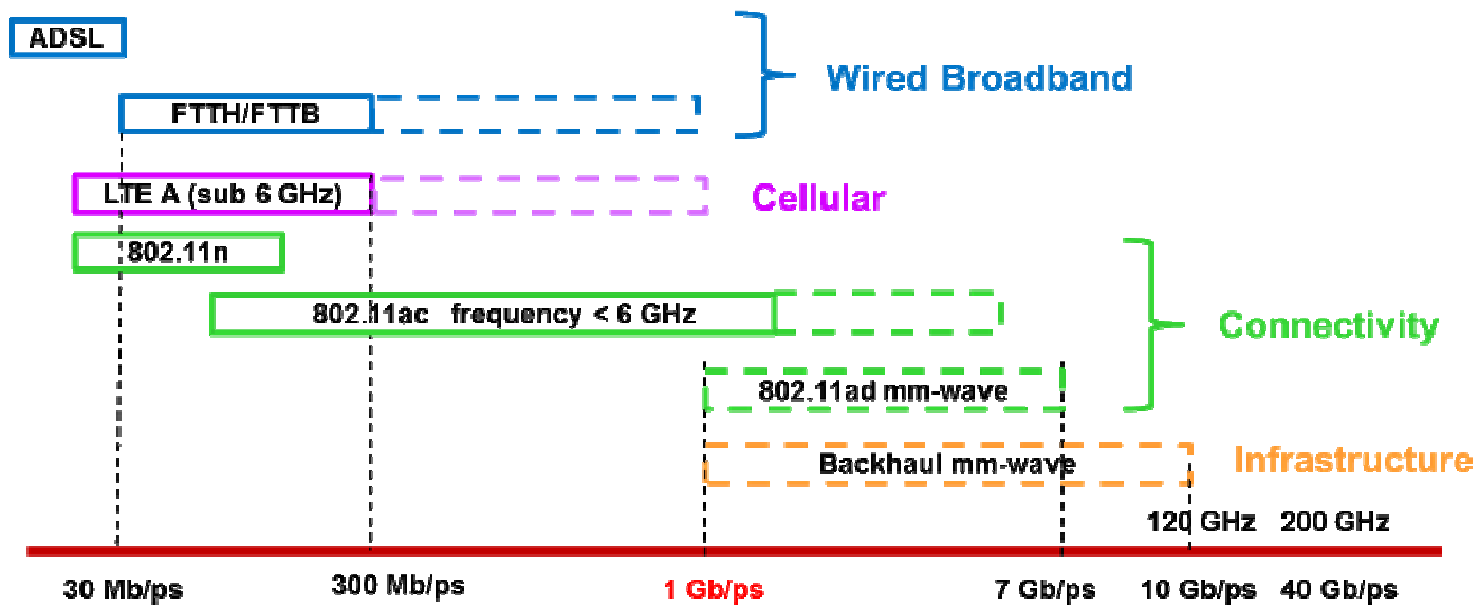 ADSL
Wired Broadband
FTTH/FTTB
LTE A (sub 6 GHz)
Cellular
802.11n
802.11ac frequency < 6 GHz
Connectivity
802.11ad mm-wave
Backhaul mm-wave
Infrastructure
120 GHz 200 GHz
30 Mb/ps 300 Mb/ps 1 Gb/ps 7 Gb/ps 10 Gb/ps 40 Gb/ps